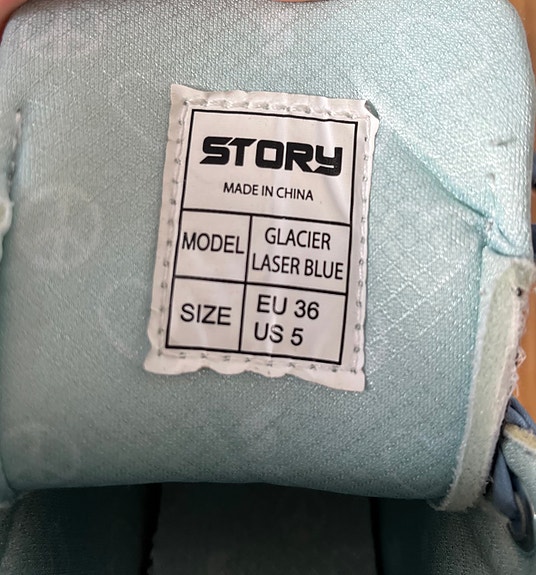 STORY
MADE IN CHINA
MODEL
GLACIER
LASER BLUE
SIZE
EU 36
US 5